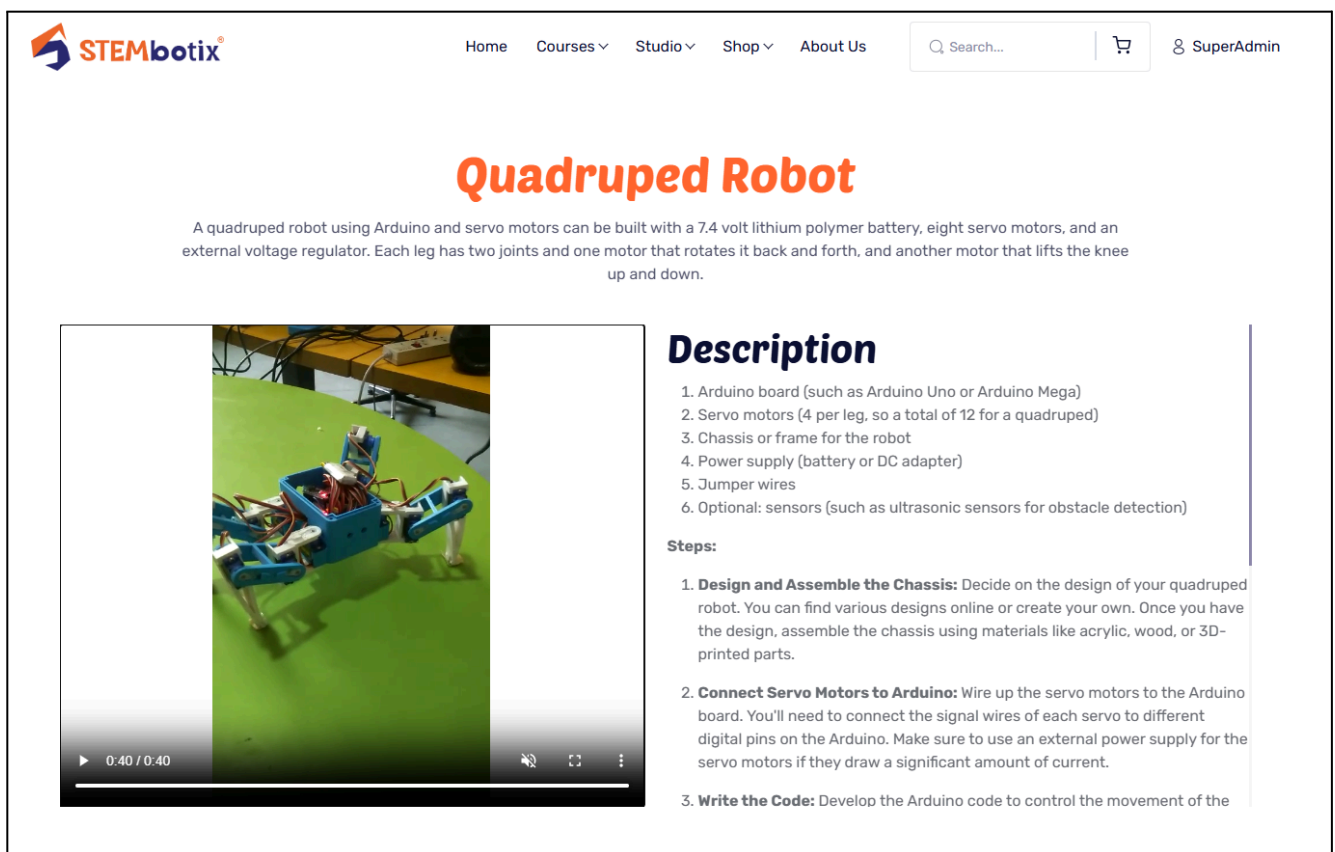 STEMbotix®
Home Courses Studio Shop About Us Search... SuperAdmin
Quadruped Robot
A quadruped robot using Arduino and servo motors can be built with a 7.4 volt lithium polymer battery, eight servo motors, and an
external voltage regulator. Each leg has two joints and one motor that rotates it back and forth, and another motor that lifts the knee
up and down.
Description
1. Arduino board (such as Arduino Uno or Arduino Mega)
2. Servo motors (4 per leg, so a total of 12 for a quadruped)
3. Chassis or frame for the robot
4. Power supply (battery or DC adapter)
5. Jumper wires
6. Optional: sensors (such as ultrasonic sensors for obstacle detection)
Steps:
1. Design and Assemble the Chassis: Decide on the design of your quadruped
robot. You can find various designs online or create your own. Once you have
the design, assemble the chassis using materials like acrylic, wood, or 3D-
printed parts.
2. Connect Servo Motors to Arduino: Wire up the servo motors to the Arduino
board. You'll need to connect the signal wires of each servo to different
digital pins on the Arduino. Make sure to use an external power supply for the
servo motors if they draw a significant amount of current.
3. Write the Code: Develop the Arduino code to control the movement of the
0:40 / 0:40